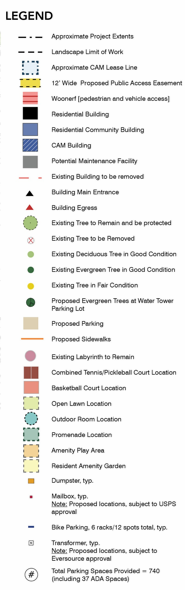 LEGEND
Approximate Project Extents
Landscape Limit of Work
Approximate CAM Lease Line
12' Wide Proposed Public Access Easement
Woonerf [pedestrian and vehicle access]
Residential Building
Residential Community Building
CAM Building
Potential Maintenance Facility
Existing Building to be removed
Building Main Entrance
Building Egress
Existing Tree to Remain and be protected
Existing Tree to be Removed
Existing Deciduous Tree in Good Condition
Existing Evergreen Tree in Good Condition
Existing Tree in Fair Condition
Proposed Evergreen Trees at Water Tower
Parking Lot
Proposed Parking
Proposed Sidewalks
Existing Labyrinth to Remain
Combined Tennis/Pickleball Court Location
Basketball Court Location
Open Lawn Location
Outdoor Room Location
Promenade Location
Amenity Play Area
Resident Amenity Garden
Dumpster, typ.
Mailbox, typ.
Note: Proposed locations, subject to USPS
approval
Bike Parking, 6 racks/12 spots total, typ.
Transformer, typ.
Note: Proposed locations, subject to
Eversource approval
# Total Parking Spaces Provided = 740
(including 37 ADA Spaces)